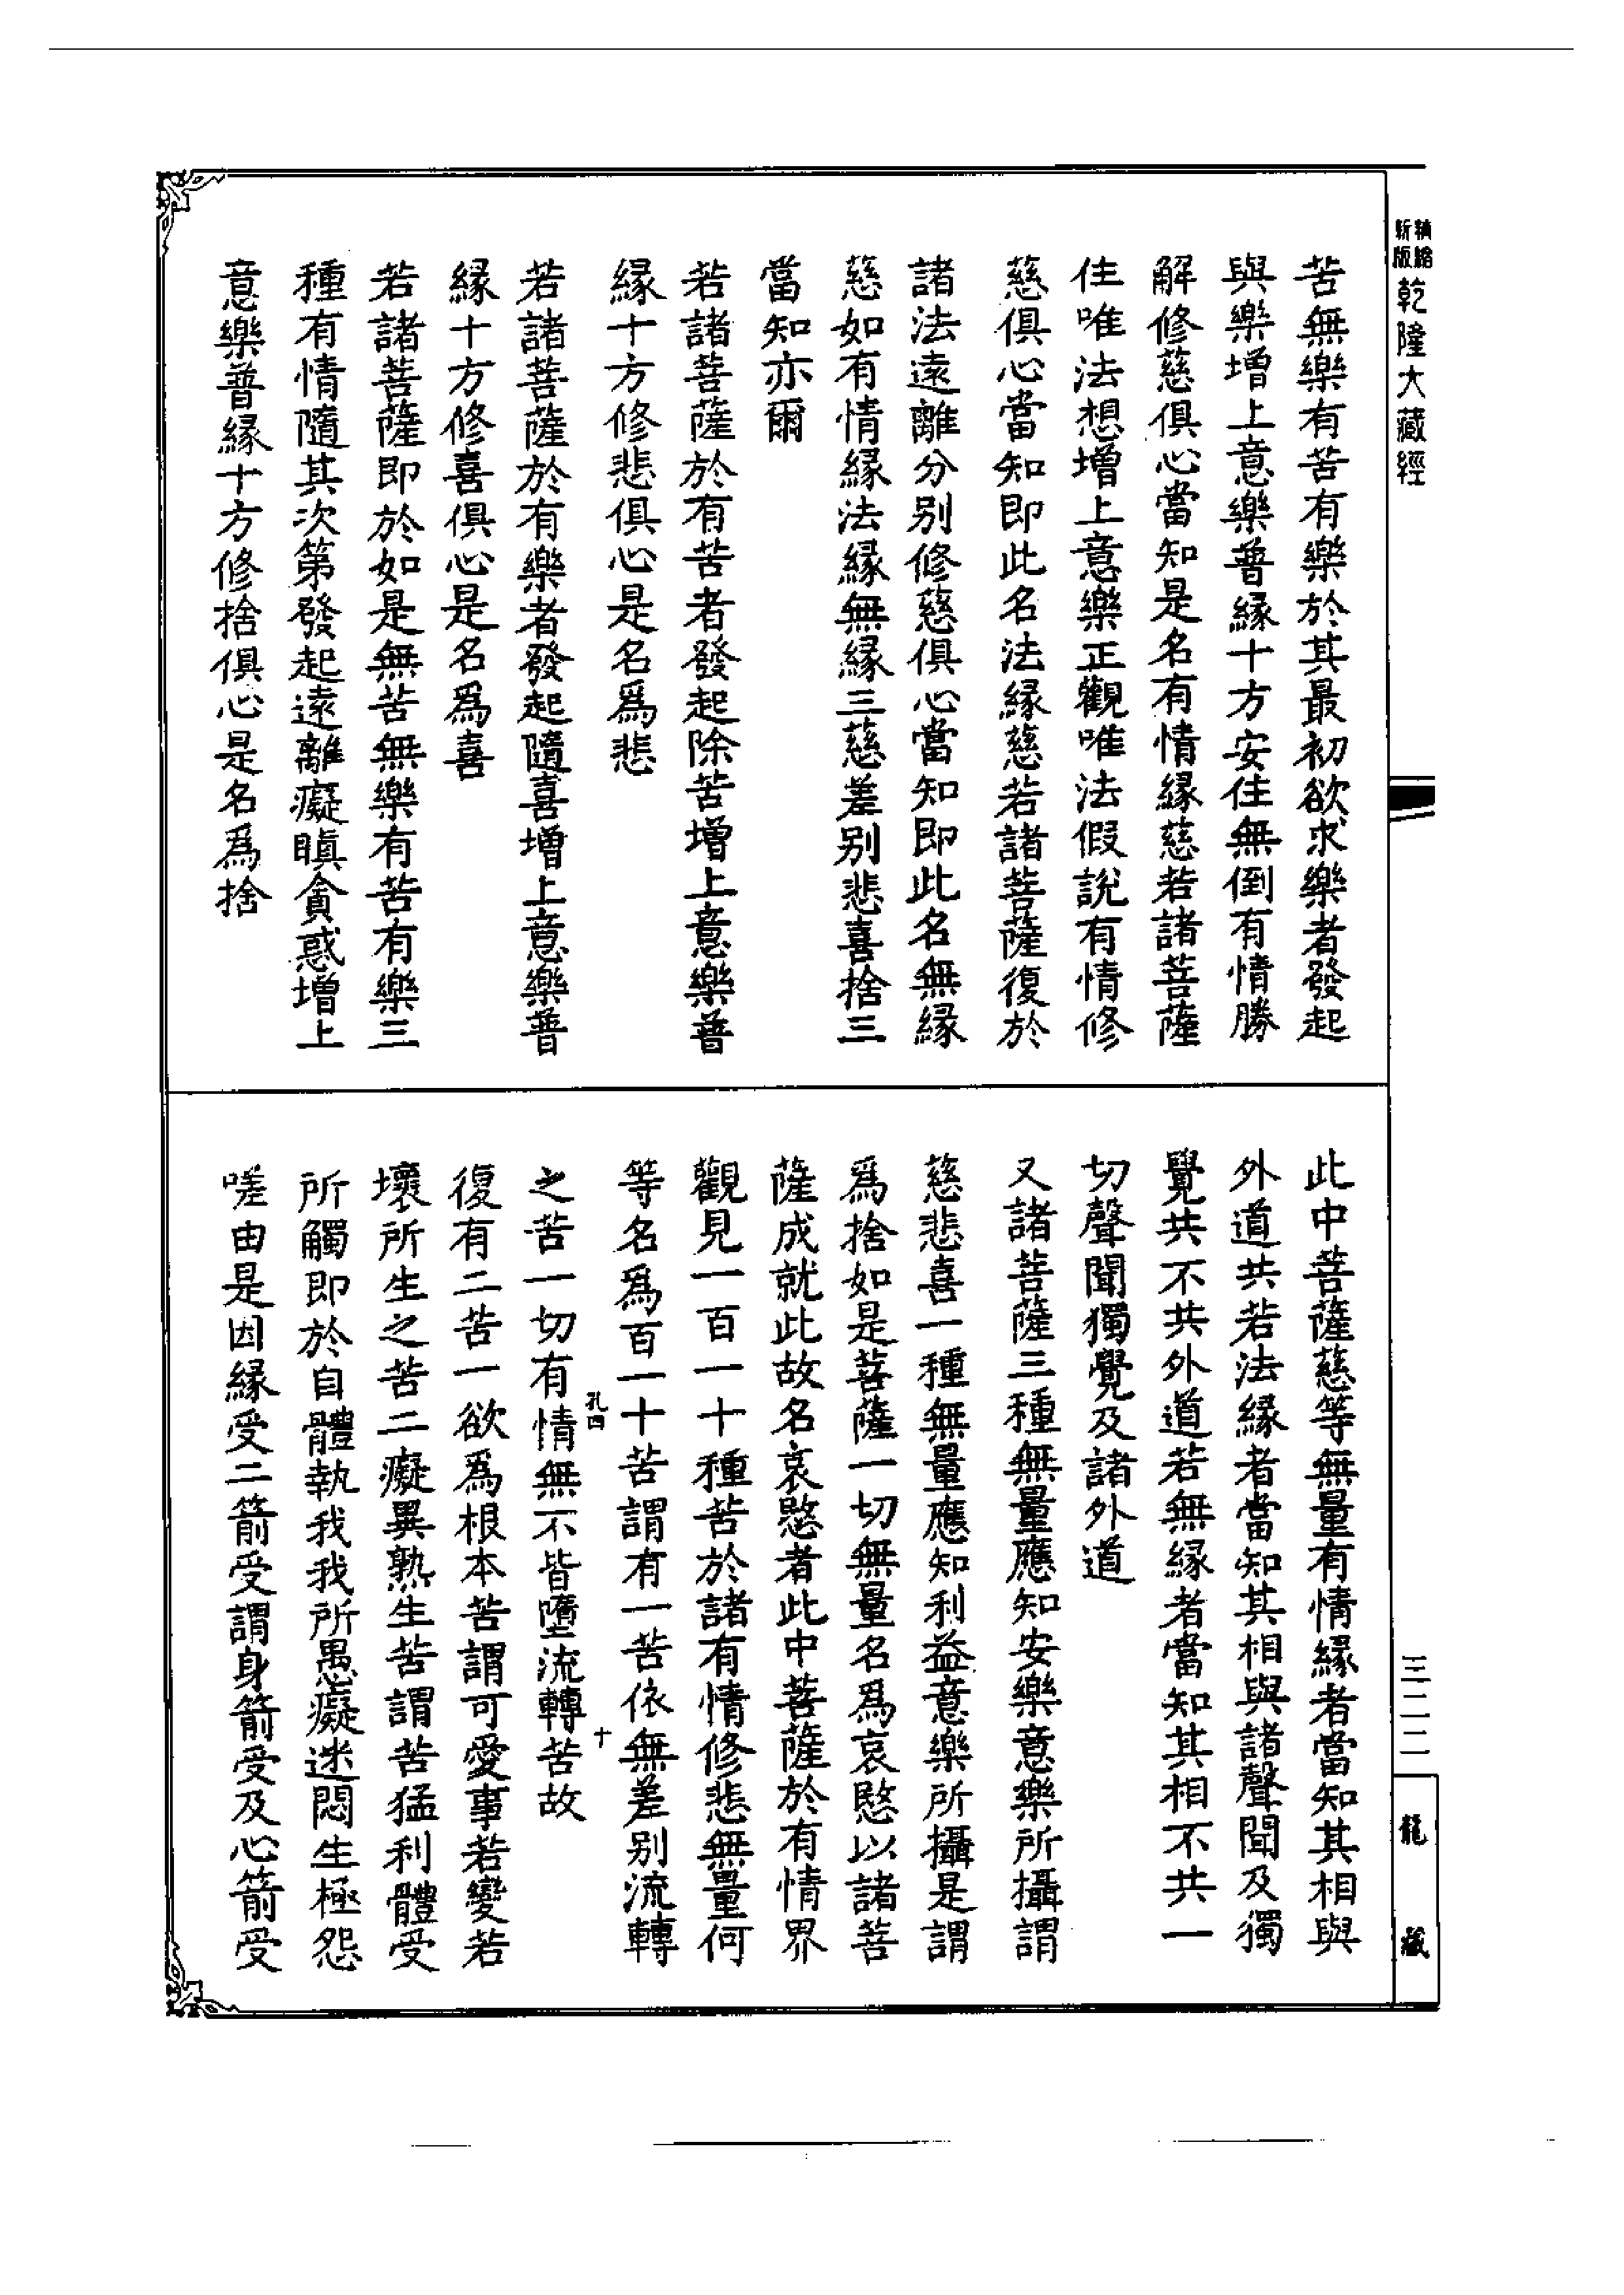 新版精縮乾隆大藏經
苦無樂有苦有樂於其最初欲求樂者發起
與樂增上意樂普緣十方安住無倒有情勝
解修慈俱心當知是名有情緣慈若諸菩薩
住唯法想增上意樂正觀唯法假說有情修
慈俱心當知即此名法緣慈若諸菩薩復於
諸法遠離分別修慈俱心當知即此名無緣
慈如有情緣法緣無緣三慈差別悲喜捨三
當知亦爾
若諸菩薩於有苦者發起除苦增上意樂普
緣十方修悲俱心是名為悲
若諸菩薩於有樂者發起隨喜增上意樂普
緣十方修喜俱心是名為喜
若諸菩薩即於如是無苦無樂有苦有樂三
種有情隨其次第發起遠離癡瞋貪惑增上
意樂普緣十方修捨俱心是名為捨
此中菩薩慈等無量有情緣者當知其相與
外道共若法緣者當知其相與諸聲聞及獨
覺共不共外道若無緣者當知其相不共一
切聲聞獨覺及諸外道
又諸菩薩三種無量應知安樂意樂所攝謂
慈悲喜一種無量應知利益意樂所攝是謂
為捨如是菩薩一切無量名為哀愍以諸菩
薩成就此故名哀愍者此中菩薩於有情界
觀見一百一十種苦於諸有情修悲無量何
等名為百一十苦謂有一苦依無差別流轉
之苦一切有情無不皆墮流轉苦故
孔四
十
復有二苦一欲為根本苦謂可愛事若變若
壞所生之苦二癡異熟生苦謂苦猛利體受
所觸即於自體執我我所愚癡迷悶生極怨
嗟由是因緣受二箭受謂身箭受及心箭受
三二二
龍藏